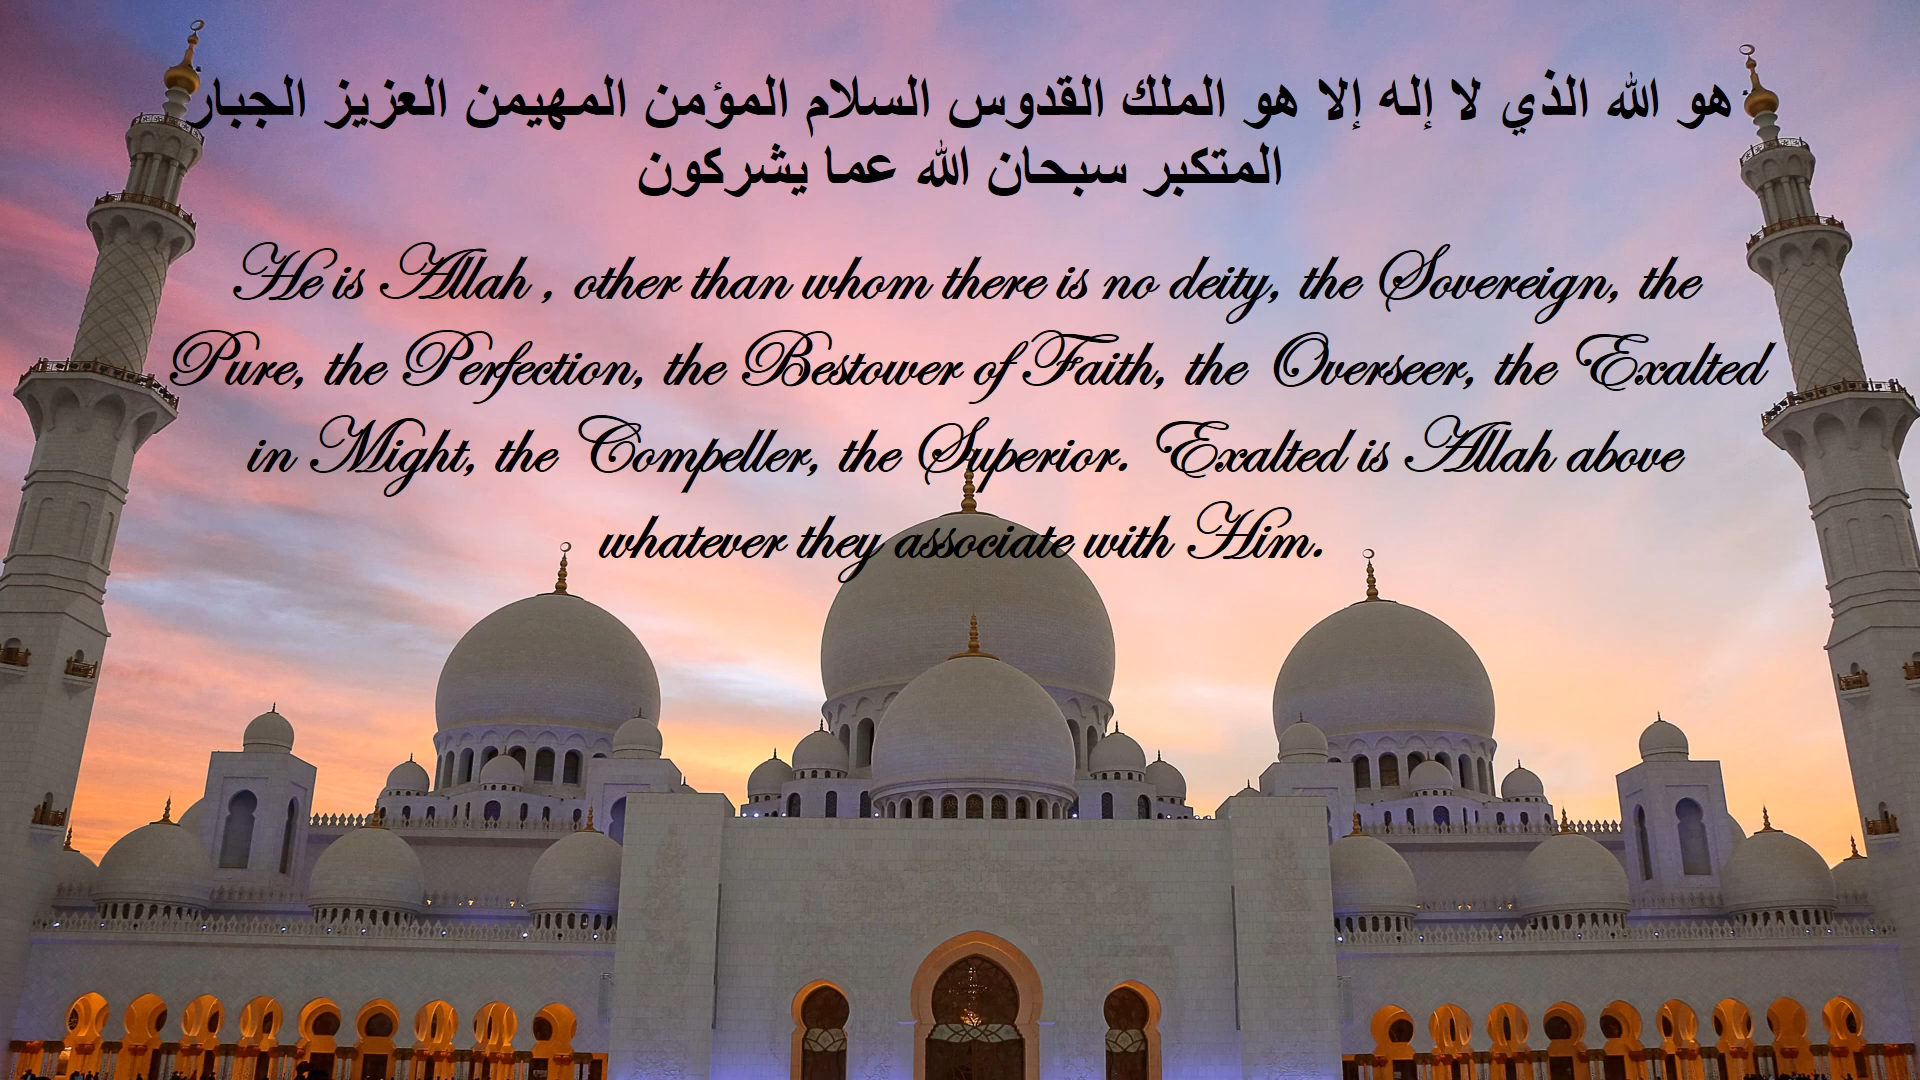 هو الله الذي لا إله إلا هو الملك القدوس السلام المؤمن المهيمن العزيز الجبار
المتكبر سبحان الله عما يشركون
He is Allah , other than whom there is no deity, the Sovereign, the
Pure, the Perfection, the Bestower of Faith, the Overseer, the Exalted
in Might, the Compeller, the Superior. Exalted is Allah above
whatever they associate with Him.